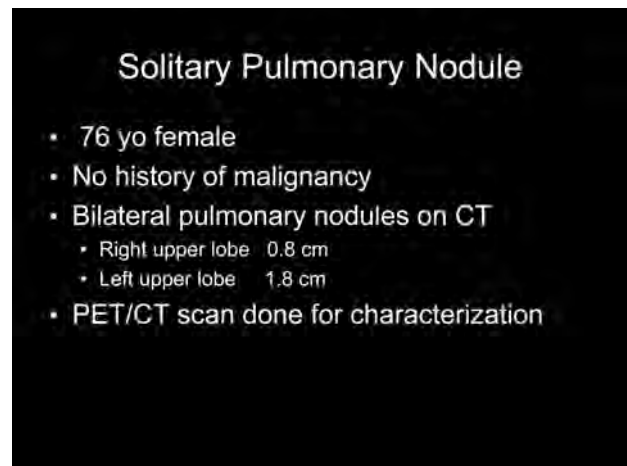 Solitary Pulmonary Nodule
• 76 yo female
• No history of malignancy
• Bilateral pulmonary nodules on CT
• Right upper lobe 0.8 cm
• Left upper lobe 1.8 cm
• PET/CT scan done for characterization